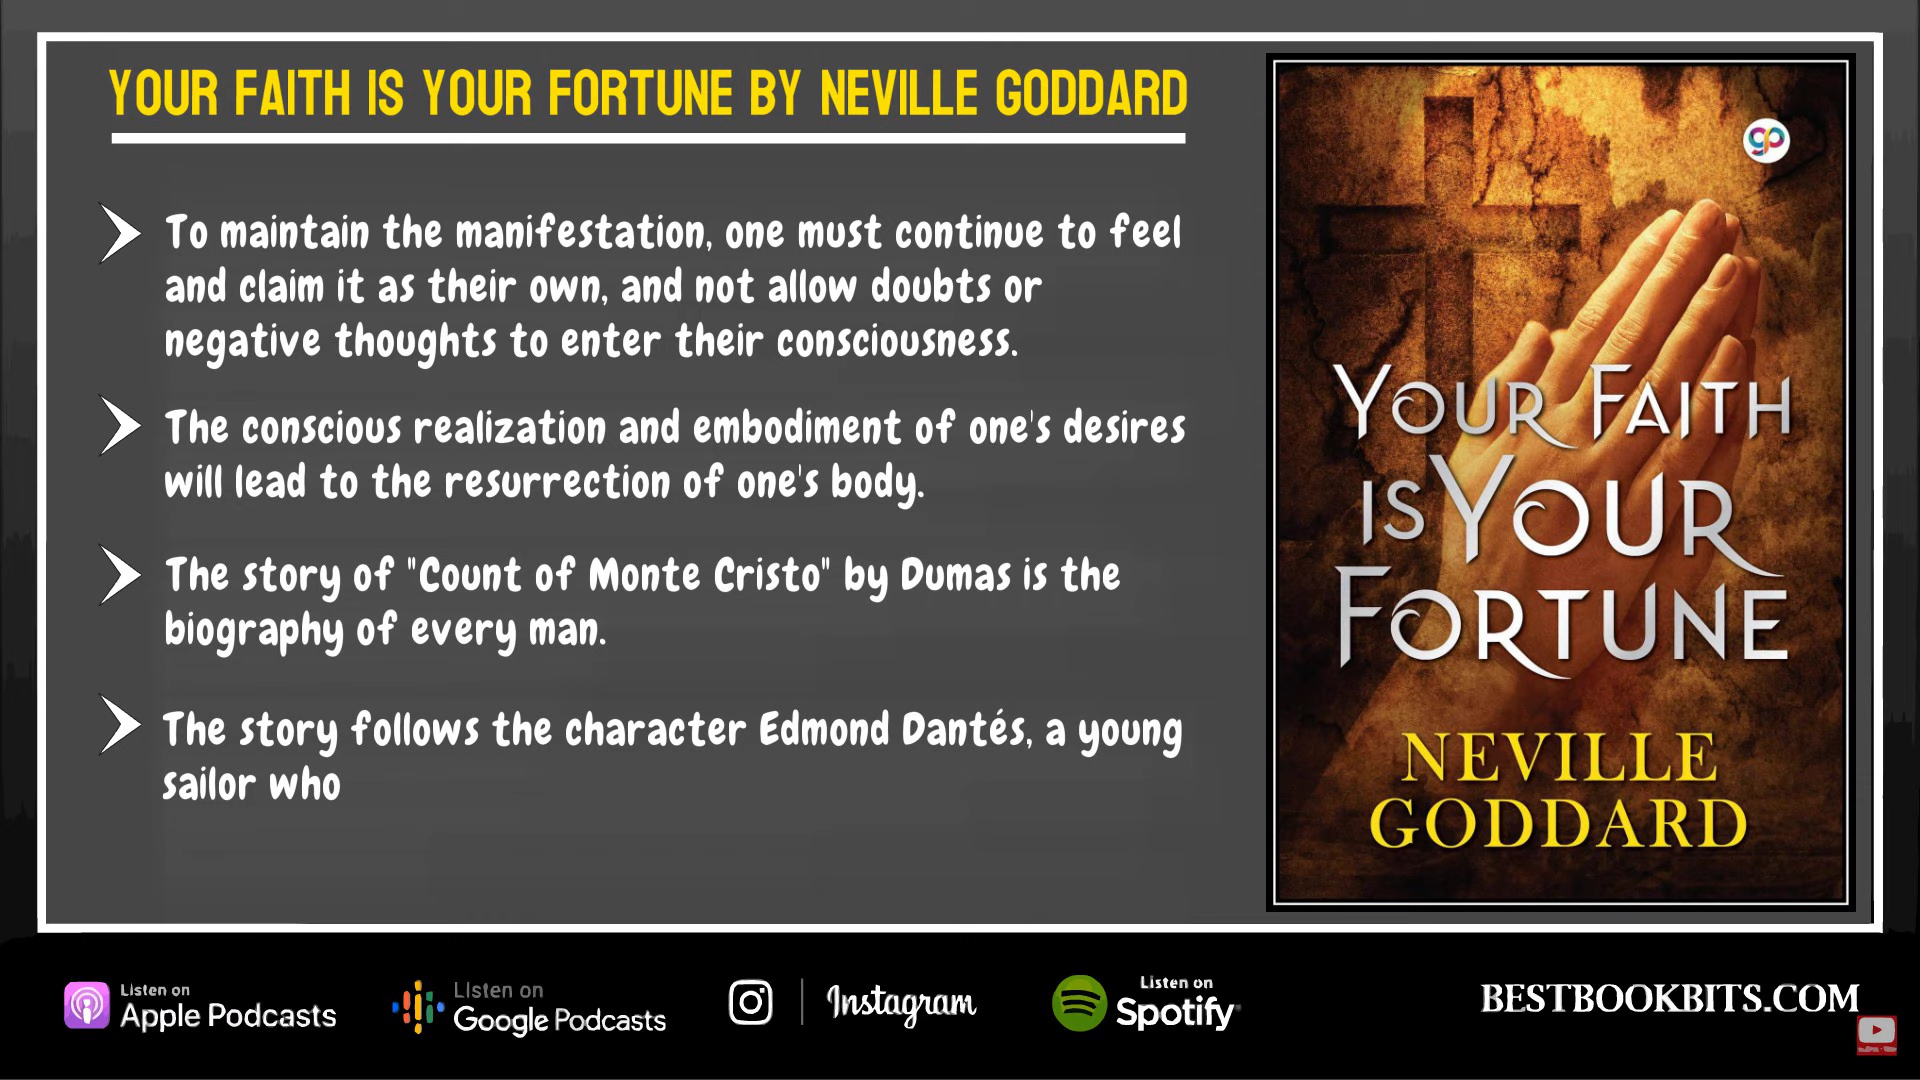 YOUR FAITH IS YOUR FORTUNE BY NEVILLE GODDARD
To maintain the manifestation, one must continue to feel
and claim it as their own, and not allow doubts or
negative thoughts to enter their consciousness.
The conscious realization and embodiment of one's desires
will lead to the resurrection of one's body.
The story of "Count of Monte Cristo" by Dumas is the
biography of every man.
The story follows the character Edmond Dantés, a young
sailor who
gp
YOUR FAITH
IS YOUR
FORTUNE
NEVILLE
GODDARD
Listen on
Apple Podcasts
Listen on
Google Podcasts
Instagram
Listen on
Spotify
BESTBOOKBITS.COM